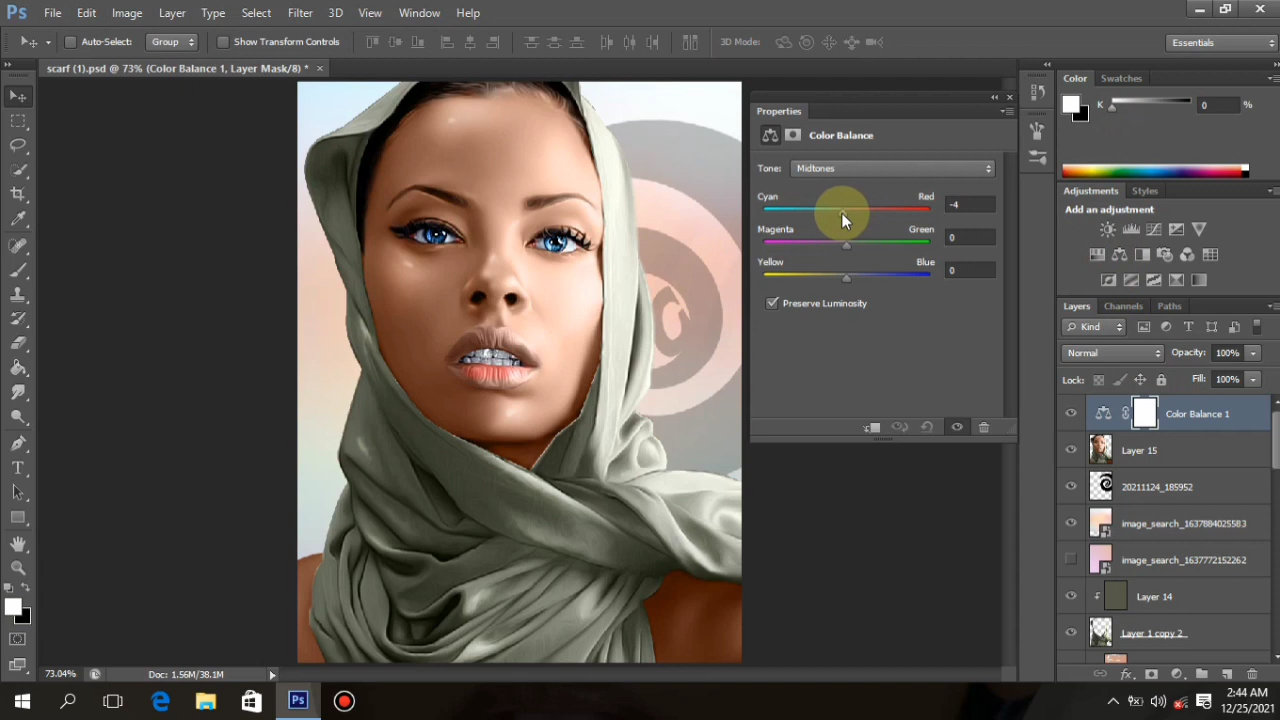 Ps File Edit Image Layer Type Select Filter 3D View Window Help
Auto-Select: Group Show Transform Controls 3D Mode: Essentials
scarf (1).psd @ 73% (Color Balance 1, Layer Mask/8) * ×
Properties
Color Balance
Tone: Midtones
Cyan Red -4
Magenta Green 0
Yellow Blue 0
Preserve Luminosity
Color Swatches
K 0 %
Adjustments Styles
Add an adjustment
Layers Channels Paths
Kind
Normal Opacity: 100%
Lock: Fill: 100%
Color Balance 1
Layer 15
20211124_185952
image_search_1637884025583
image_search_1637772152262
Layer 14
Layer 1 copy 2
73.04% Doc: 1.56M/38.1M
Ps
2:44 AM
12/25/2021